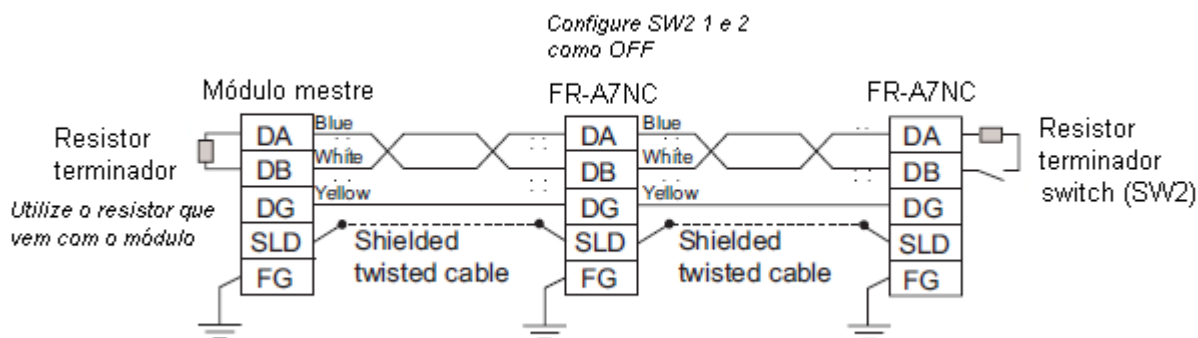 Configure SW2 1 e 2
como OFF
Módulo mestre
FR-A7NC
FR-A7NC
Resistor
terminador
Utilize o resistor que
vem com o módulo
DA
DB
DG
SLD
FG
Blue
White
Yellow
Shielded
twisted cable
DA
DB
DG
SLD
FG
Blue
White
Yellow
Shielded
twisted cable
DA
DB
DG
SLD
FG
Resistor
terminador
switch (SW2)